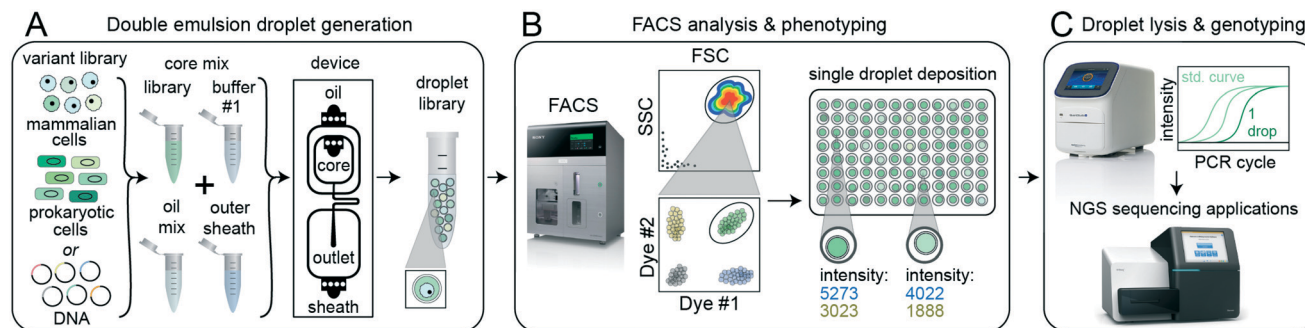 A Double emulsion droplet generation
variant library
mammalian
cells
prokaryotic
cells
or
DNA
core mix
library
buffer
#1
+
oil
mix
outer
sheath
device
oil
core
outlet
sheath
droplet
library
B FACS analysis & phenotyping
FACS
FSC
SSC
Dye #2
Dye #1
single droplet deposition
intensity:
5273
3023
intensity:
4022
1888
C Droplet lysis & genotyping
intensity
std. curve
1
drop
PCR cycle
NGS sequencing applications